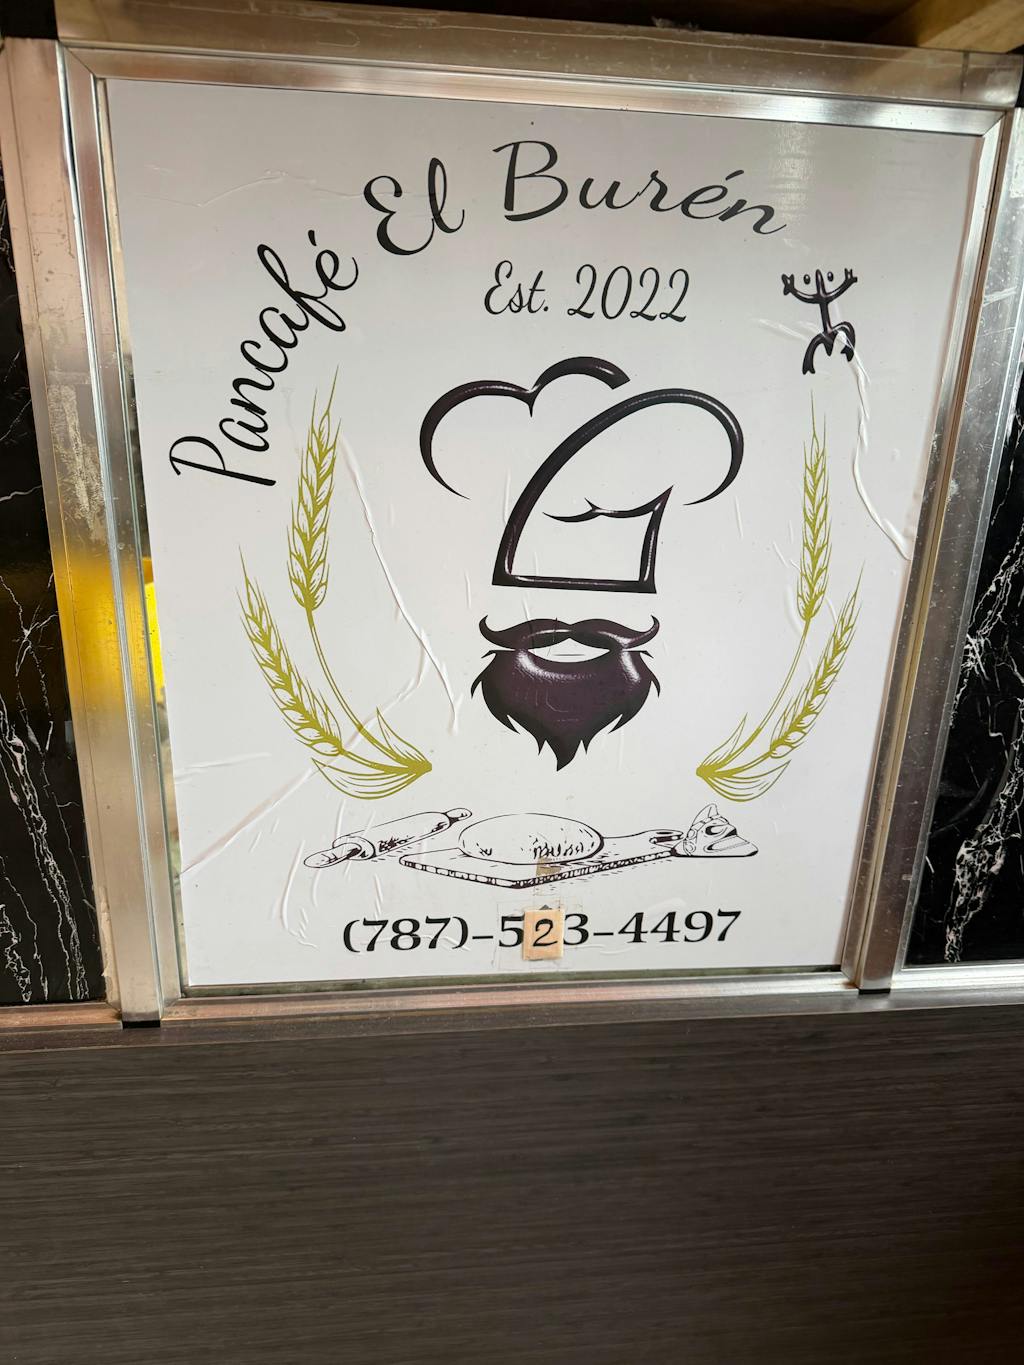 Pancafé El Burén
Est. 2022
(787)-523-4497